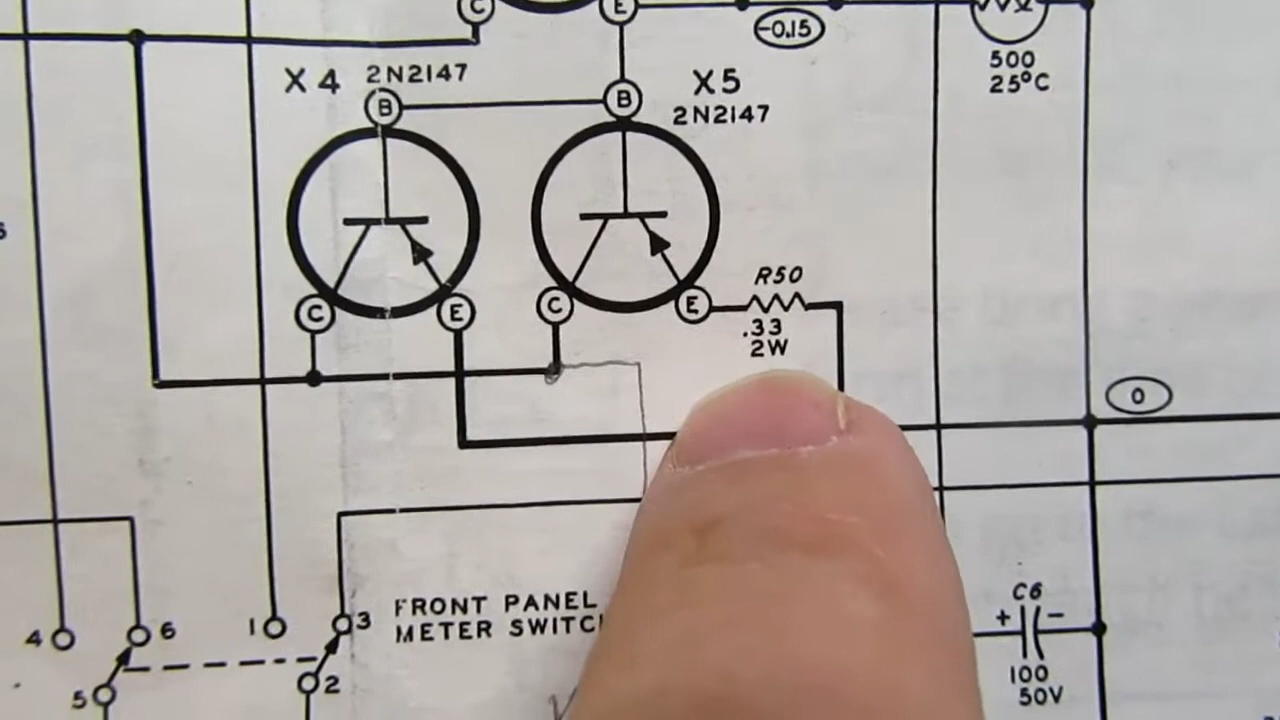 C
E
-0.15
500
25°C
X4 2N2147
X5
2N2147
B
B
R50
.33
2W
C
E
C
E
0
4
6
5
1
3
2
FRONT PANEL
METER
C6
+ -
100
50V